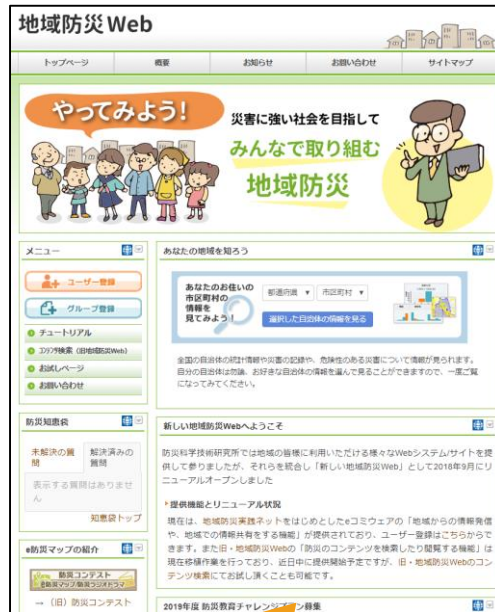 地域防災Web
トップページ 概要 お知らせ お問い合わせ サイトマップ
やってみよう!
災害に強い社会を目指して
みんなで取り組む
地域防災
メニュー
ユーザー登録
グループ登録
チュートリアル
コンテンツ検索（旧地域防災Web）
お試しページ
お問い合わせ
防災知恵袋
未解決の質問
解決済みの質問
表示する質問はありません
知恵袋トップ
e防災マップの紹介
防災コンテスト
e防災マップ/防災ラジオドラマ
→（旧）防災コンテスト
あなたの地域を知ろう
あなたのお住いの
市区町村の
情報を
見てみよう!
都道府県 ▼ 市区町村 ▼
選択した自治体の情報を見る
全国の自治体の統計情報や災害の記録や、危険性のある災害について情報が見られます。
自分の自治体は勿論、お好きな自治体の情報を選んで見ることができますので、一度ご覧
になってみてください。
新しい地域防災Webへようこそ
防災科学技術研究所では地域の皆様に利用いただける様々なWebシステム/サイトを提
供して参りましたが、それらを統合し「新しい地域防災Web」として2018年9月にリ
ニューアルオープンしました
提供機能とリニューアル状況
現在は、地域防災実践ネットをはじめとしたeコミウェアの「地域からの情報発信
や、地域での情報共有をする機能」が提供されており、ユーザー登録はこちらからで
きます。また旧・地域防災Webの「防災のコンテンツを検索したり閲覧する機能」は
現在移植作業を行っており、近日中に提供開始予定ですが、旧・地域防災Webのコン
テンツ検索にてお試し頂くことも可能です。
2019年度 防災教育チャレンジプラン募集